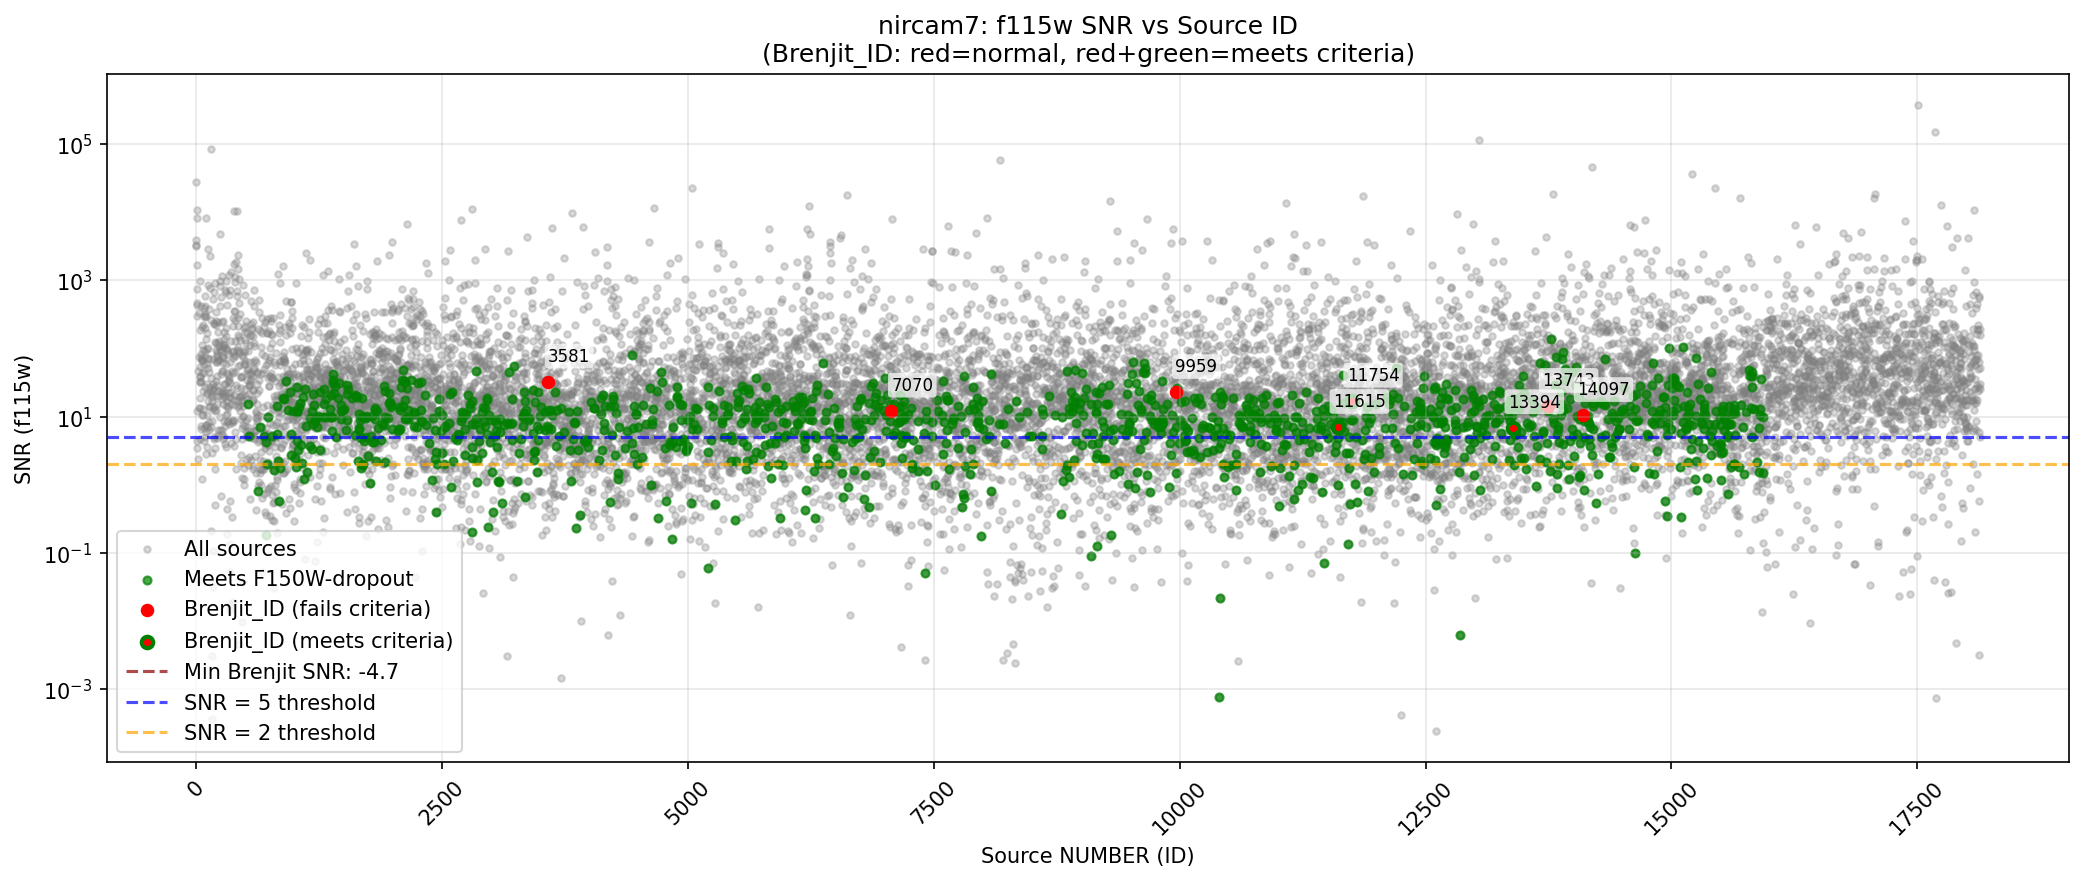 nircam7: f115w SNR vs Source ID
(Brenjit_ID: red=normal, red+green=meets criteria)
SNR (f115w)
10^5
10^3
10^1
10^-1
10^-3
3581
7070
9959
11754
11615
13743
14097
13394
All sources
Meets F150W-dropout
Brenjit_ID (fails criteria)
Brenjit_ID (meets criteria)
Min Brenjit SNR: -4.7
SNR = 5 threshold
SNR = 2 threshold
0
2500
5000
7500
10000
12500
15000
17500
Source NUMBER (ID)